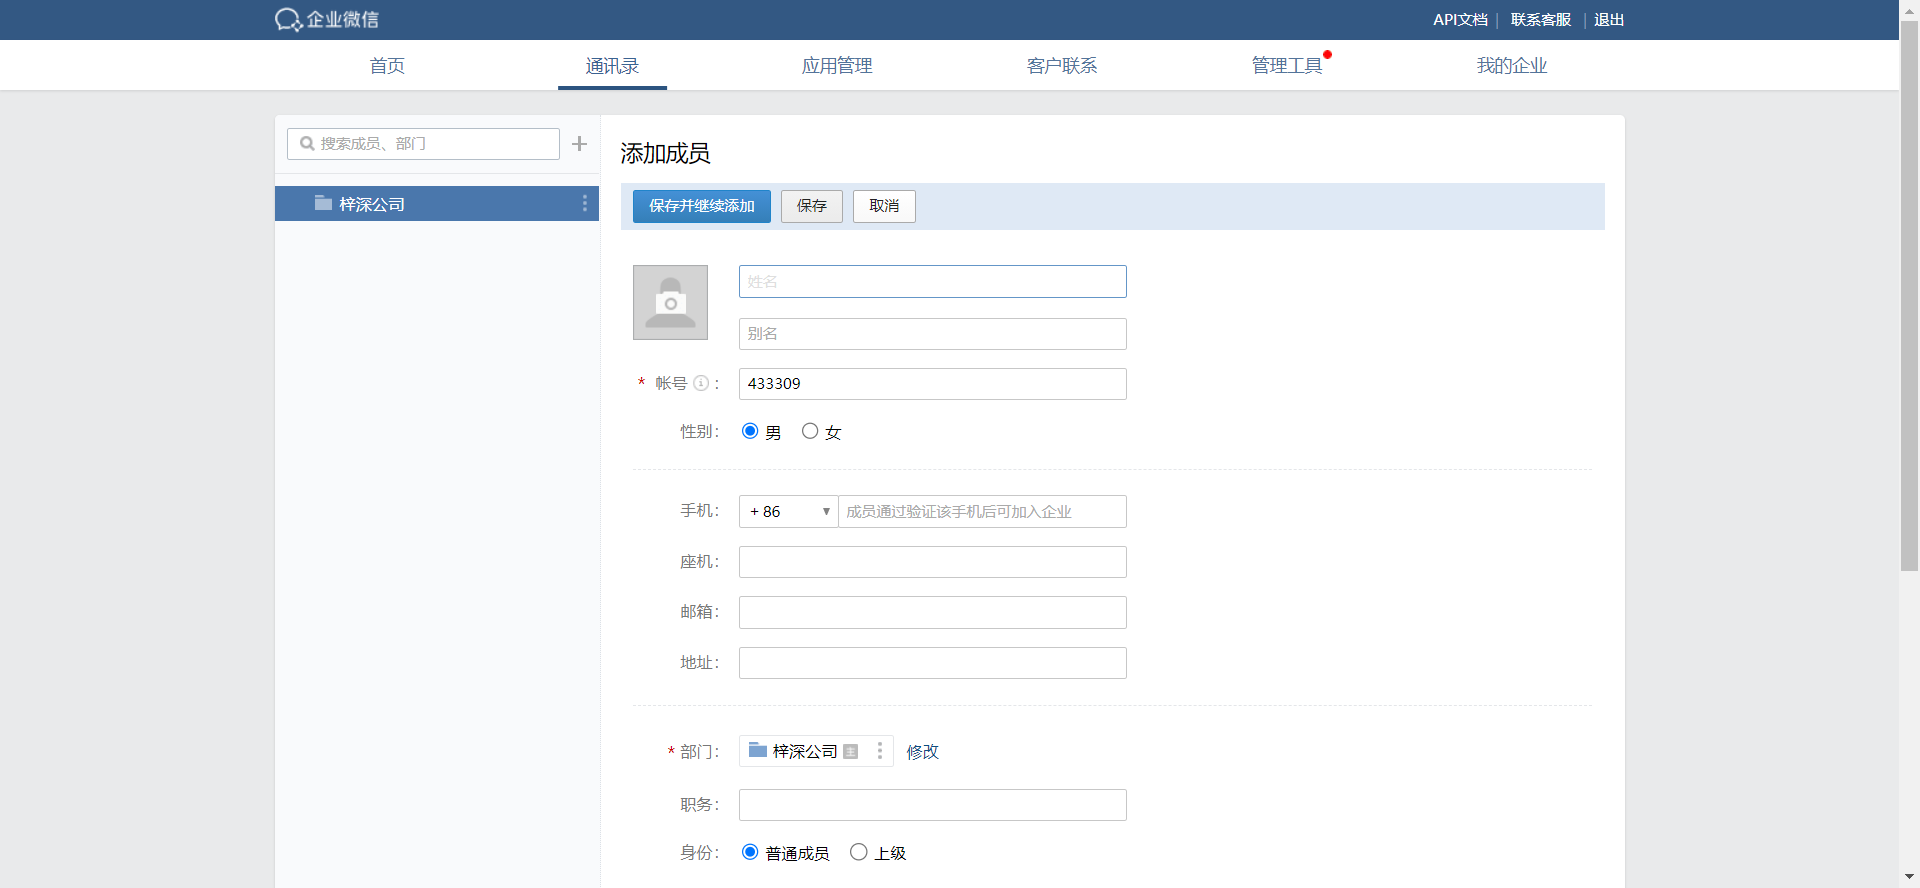 企业微信
API文档 | 联系客服 | 退出
首页 通讯录 应用管理 客户联系 管理工具 我的企业
搜索成员、部门
梓深公司
添加成员
保存并继续添加 保存 取消
姓名
别名
* 帐号 : 433309
性别: 男 女
手机: + 86 成员通过验证该手机后可加入企业
座机:
邮箱:
地址:
* 部门: 梓深公司 主 修改
职务:
身份: 普通成员 上级